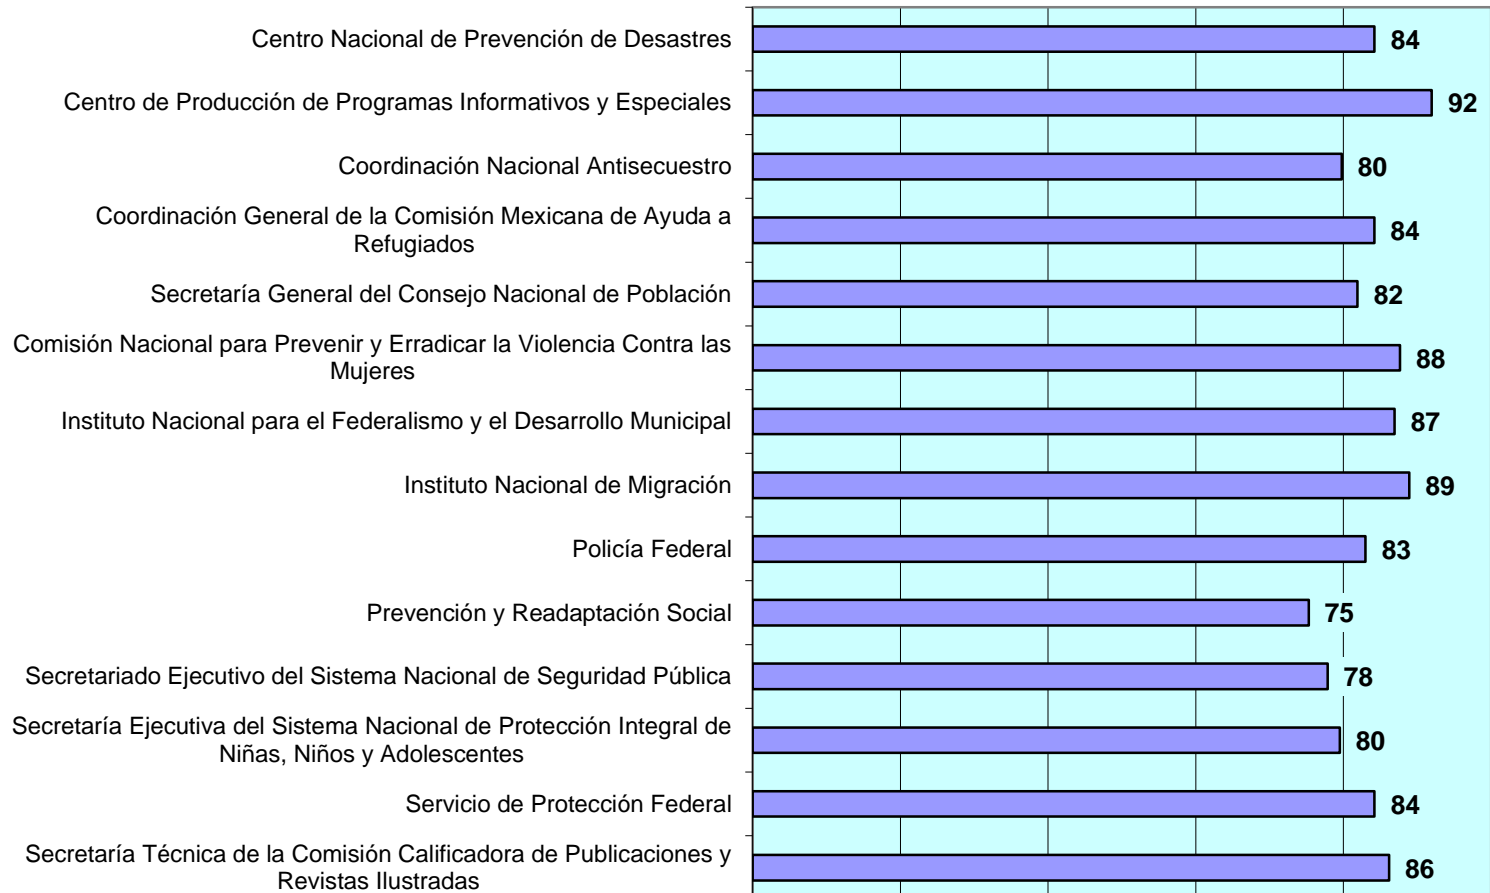 Centro Nacional de Prevención de Desastres
84
Centro de Producción de Programas Informativos y Especiales
92
Coordinación Nacional Antisecuestro
80
Coordinación General de la Comisión Mexicana de Ayuda a
Refugiados
84
Secretaría General del Consejo Nacional de Población
82
Comisión Nacional para Prevenir y Erradicar la Violencia Contra las
Mujeres
88
Instituto Nacional para el Federalismo y el Desarrollo Municipal
87
Instituto Nacional de Migración
89
Policía Federal
83
Prevención y Readaptación Social
75
Secretariado Ejecutivo del Sistema Nacional de Seguridad Pública
78
Secretaría Ejecutiva del Sistema Nacional de Protección Integral de
Niñas, Niños y Adolescentes
80
Servicio de Protección Federal
84
Secretaría Técnica de la Comisión Calificadora de Publicaciones y
Revistas Ilustradas
86